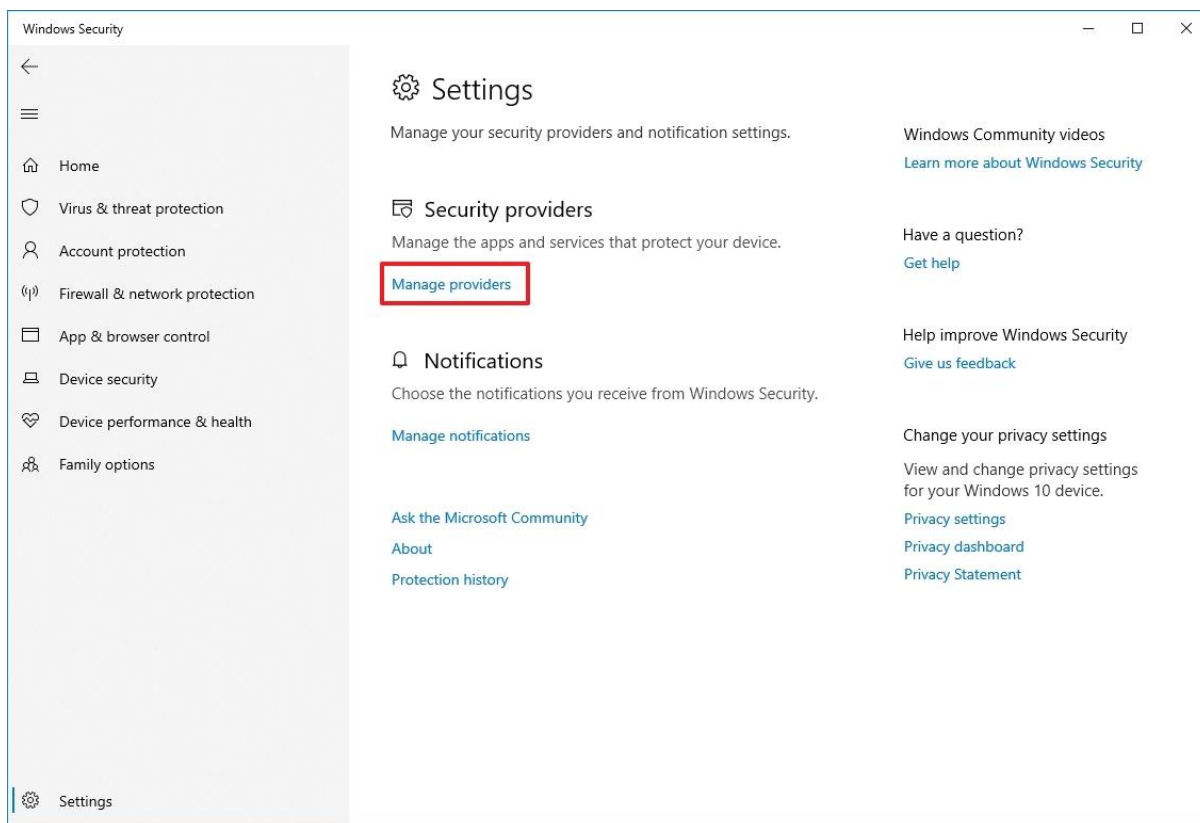 Windows Security
Home
Virus & threat protection
Account protection
Firewall & network protection
App & browser control
Device security
Device performance & health
Family options
Settings
Settings
Manage your security providers and notification settings.
Security providers
Manage the apps and services that protect your device.
Manage providers
Notifications
Choose the notifications you receive from Windows Security.
Manage notifications
Ask the Microsoft Community
About
Protection history
Windows Community videos
Learn more about Windows Security
Have a question?
Get help
Help improve Windows Security
Give us feedback
Change your privacy settings
View and change privacy settings
for your Windows 10 device.
Privacy settings
Privacy dashboard
Privacy Statement